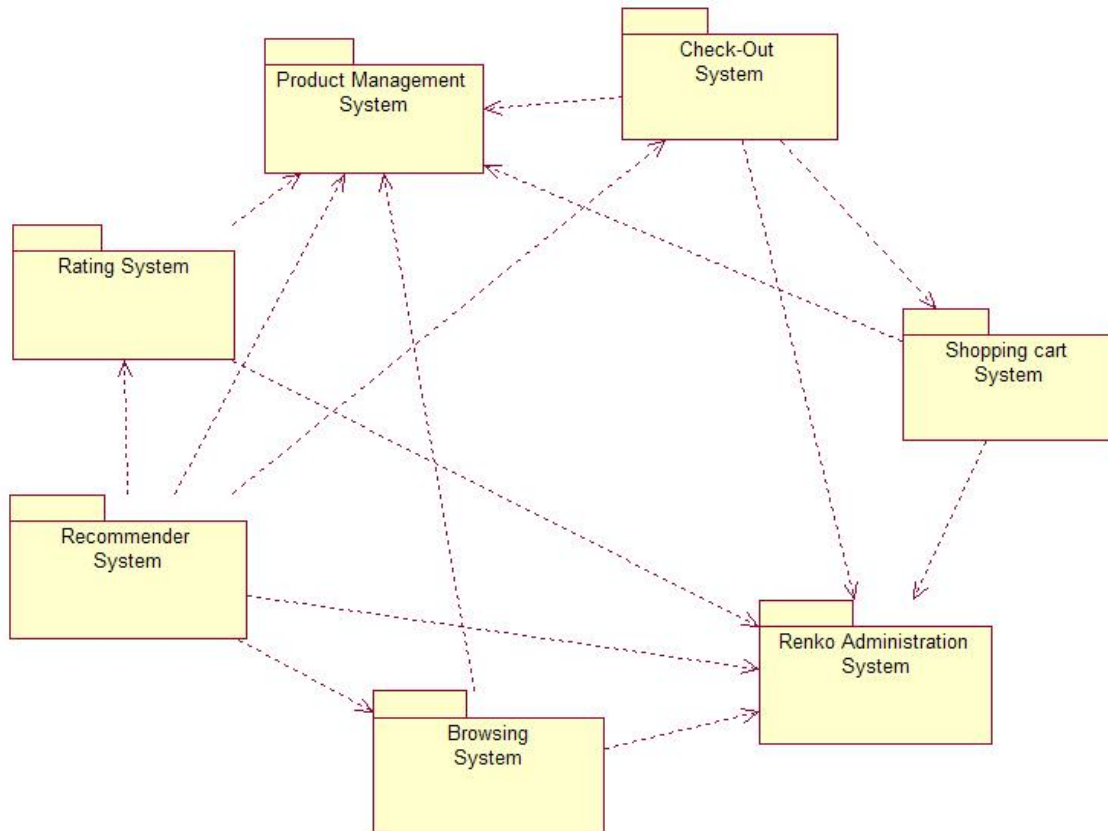 Check-Out
System
Product Management
System
Rating System
Shopping cart
System
Recommender
System
Renko Administration
System
Browsing
System